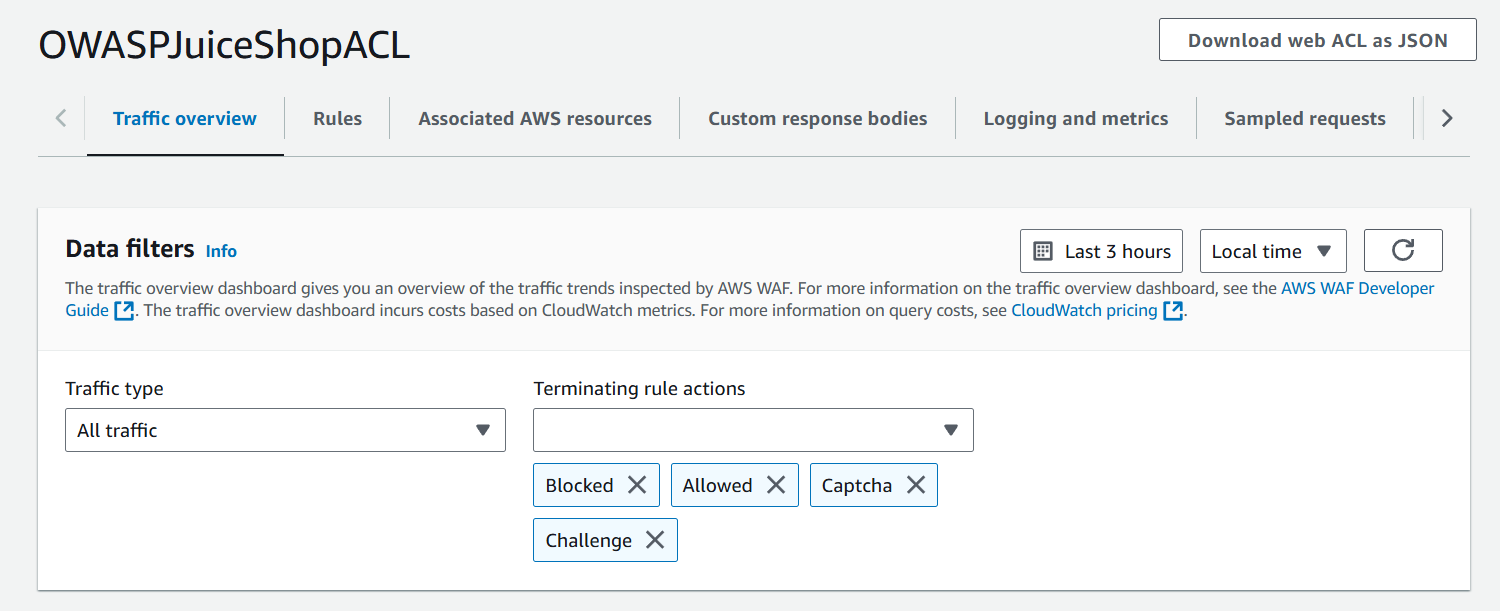 OWASPJuiceShopACL
Download web ACL as JSON
Traffic overview
Rules
Associated AWS resources
Custom response bodies
Logging and metrics
Sampled requests
Data filters Info
Last 3 hours
Local time
The traffic overview dashboard gives you an overview of the traffic trends inspected by AWS WAF. For more information on the traffic overview dashboard, see the AWS WAF Developer
Guide. The traffic overview dashboard incurs costs based on CloudWatch metrics. For more information on query costs, see CloudWatch pricing.
Traffic type
All traffic
Terminating rule actions
Blocked
Allowed
Captcha
Challenge